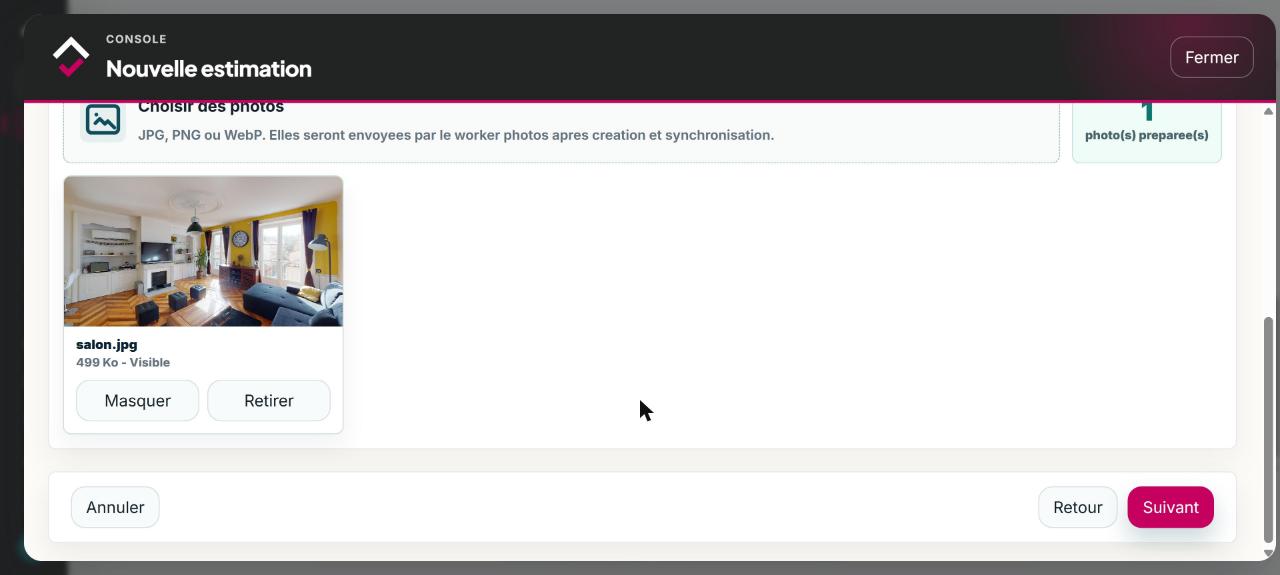 CONSOLE
Nouvelle estimation
Fermer
Choisir des photos
JPG, PNG ou WebP. Elles seront envoyees par le worker photos apres creation et synchronisation.
1
photo(s) preparee(s)
salon.jpg
499 Ko - Visible
Masquer
Retirer
Annuler
Retour
Suivant